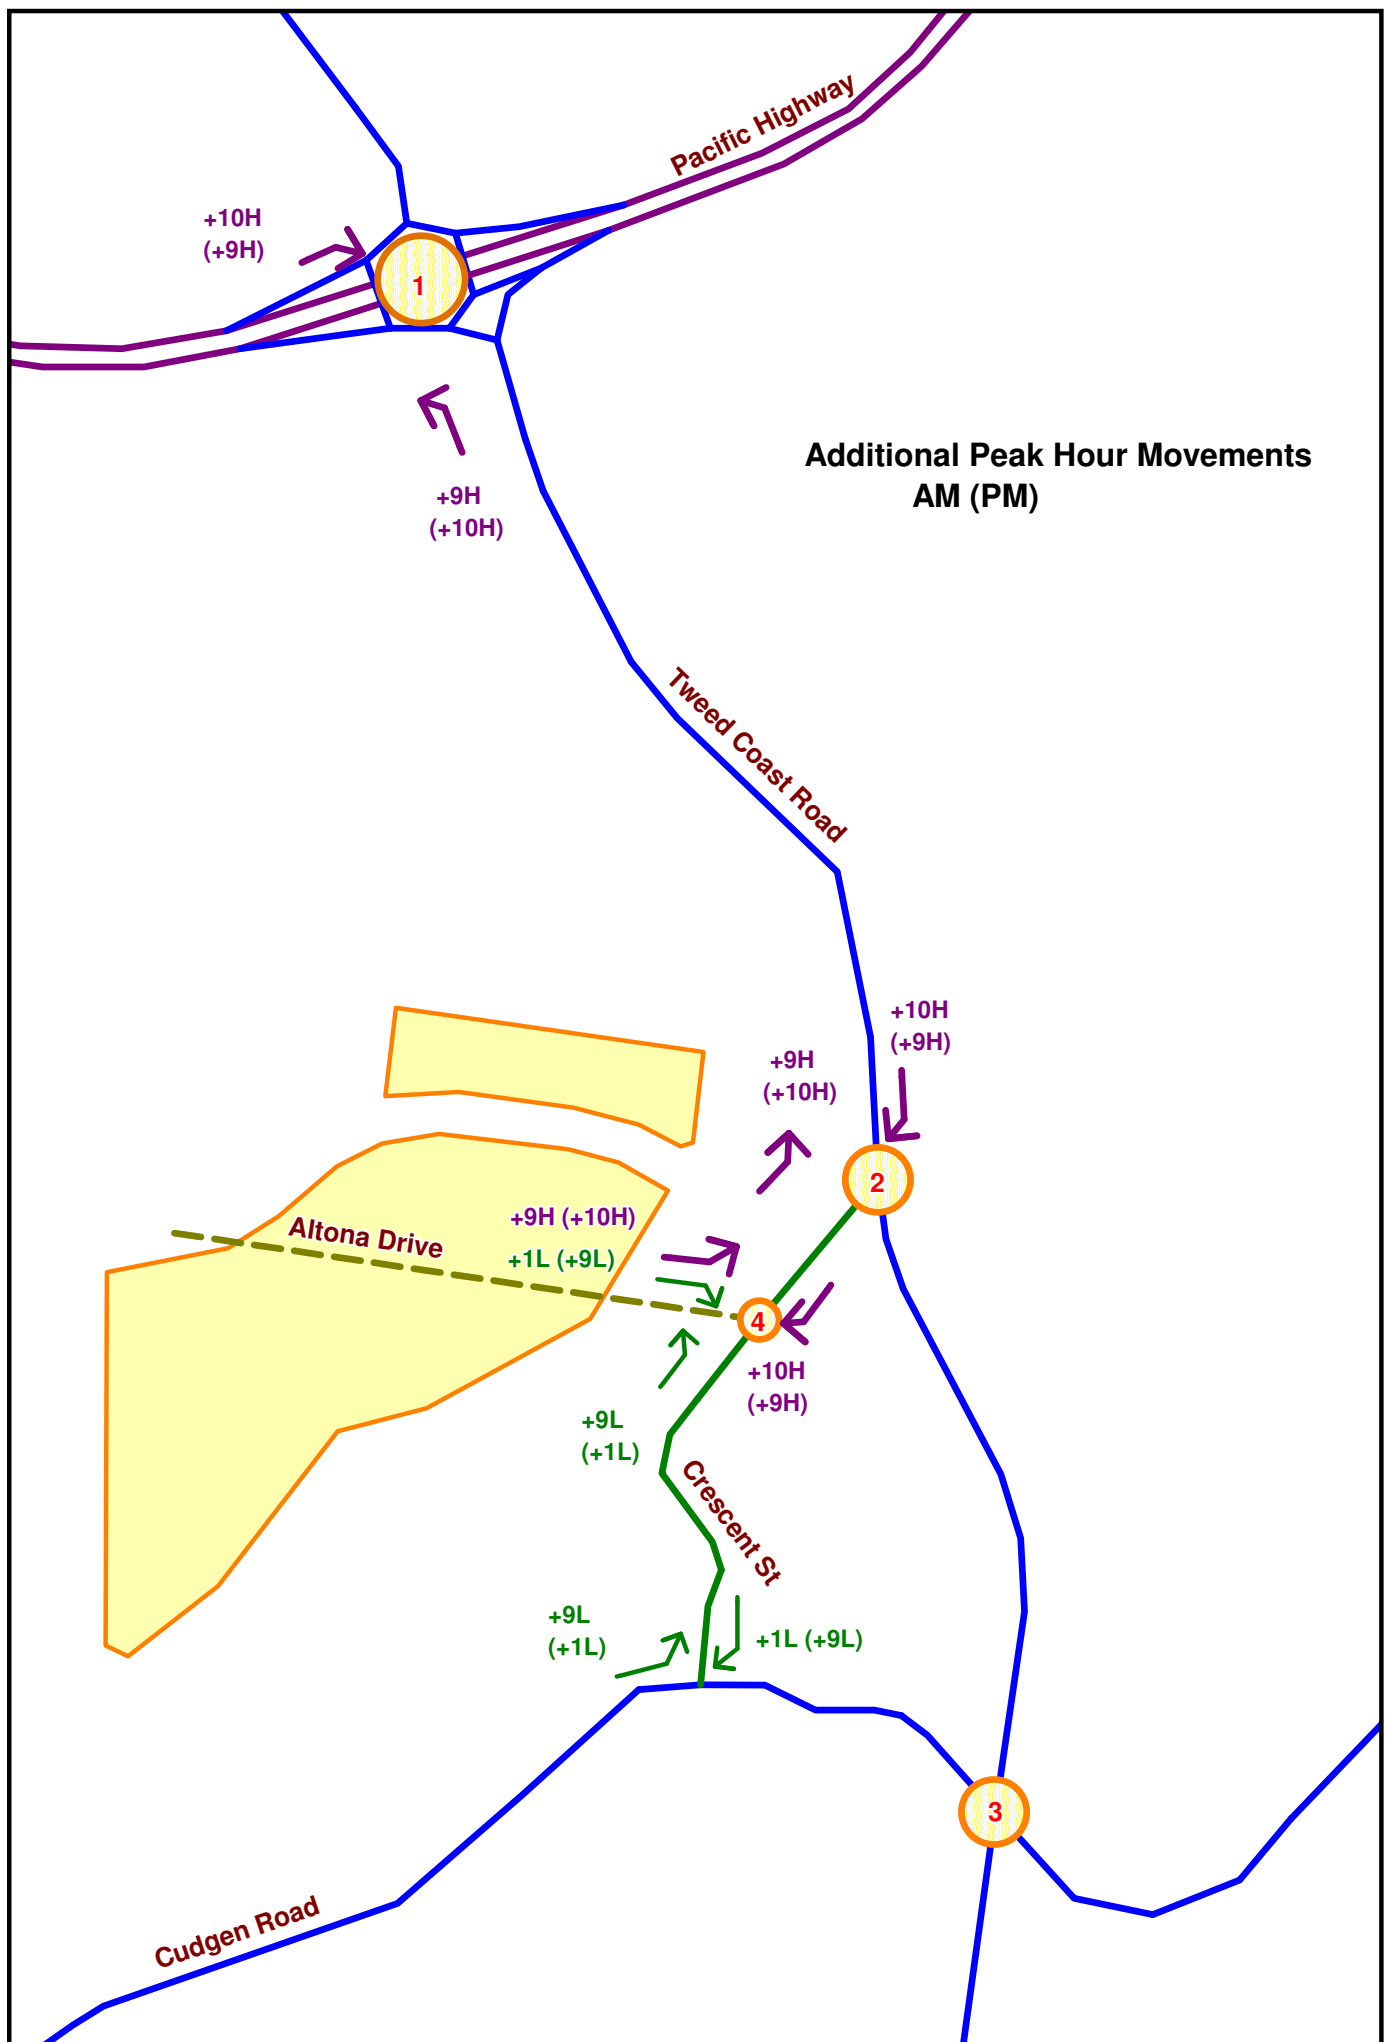 Pacific Highway
+10H
(+9H)
1
+9H
(+10H)
Additional Peak Hour Movements
AM (PM)
Tweed Coast Road
+10H
(+9H)
+9H
(+10H)
2
+9H (+10H)
Altona Drive
+1L (+9L)
4
+10H
(+9H)
+9L
(+1L)
Crescent St
+9L
(+1L)
+1L (+9L)
3
Cudgen Road